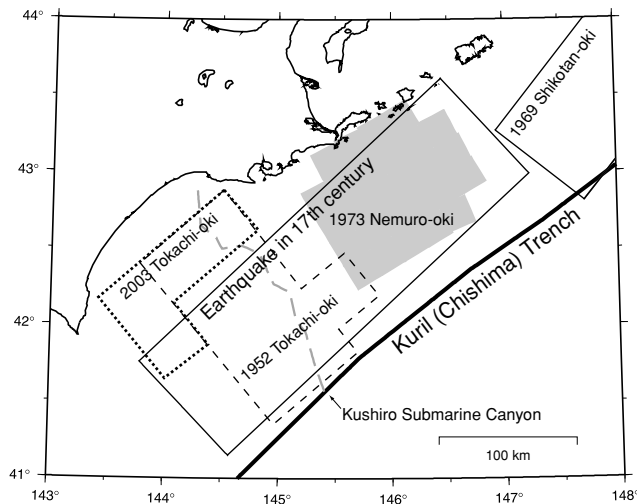 44°
1969 Shikotan-oki
43°
Earthquake in 17th century
1973 Nemuro-oki
2003 Tokachi-oki
Kuril (Chishima) Trench
42°
1952 Tokachi-oki
Kushiro Submarine Canyon
100 km
41°
143° 144° 145° 146° 147° 148°